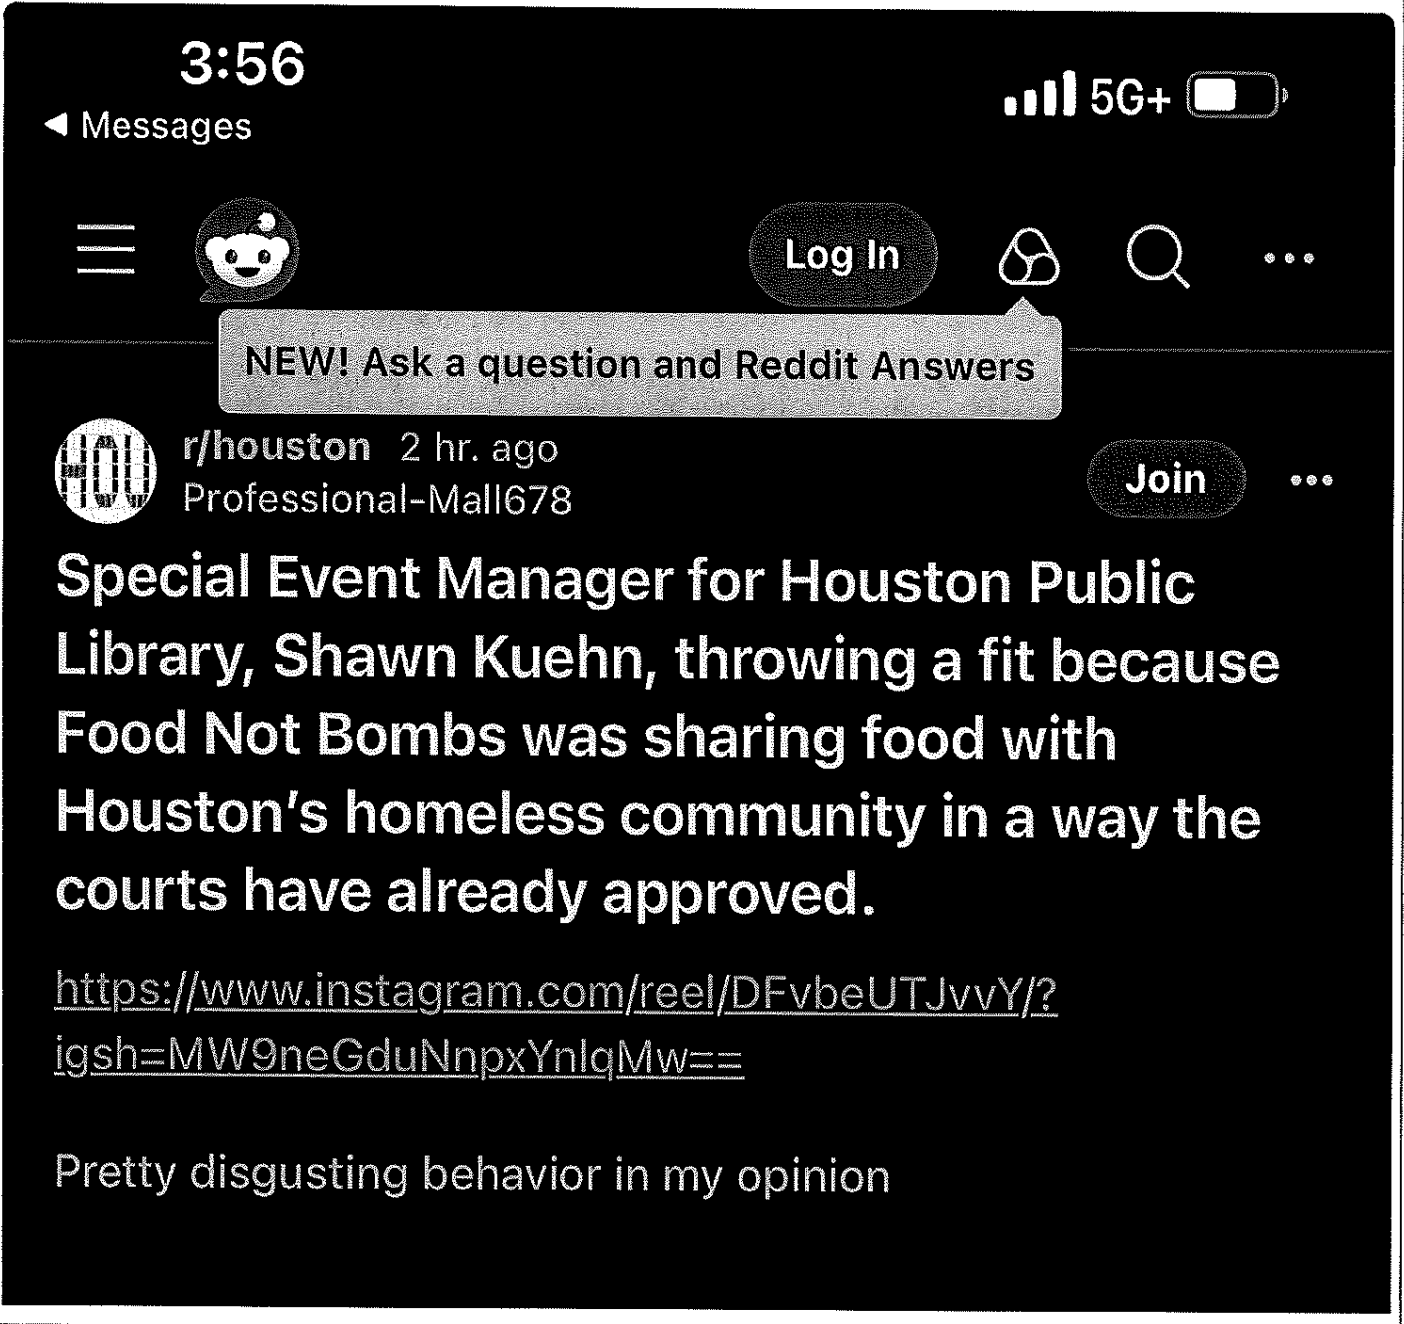 3:56
5G+
◀ Messages
Log In
NEW! Ask a question and Reddit Answers
r/houston 2 hr. ago
Professional-Mall678
Join
Special Event Manager for Houston Public
Library, Shawn Kuehn, throwing a fit because
Food Not Bombs was sharing food with
Houston's homeless community in a way the
courts have already approved.
https://www.instagram.com/reel/DFvbeUTJvvY/?
igsh=MW9neGduNnpxYnlqMw==
Pretty disgusting behavior in my opinion